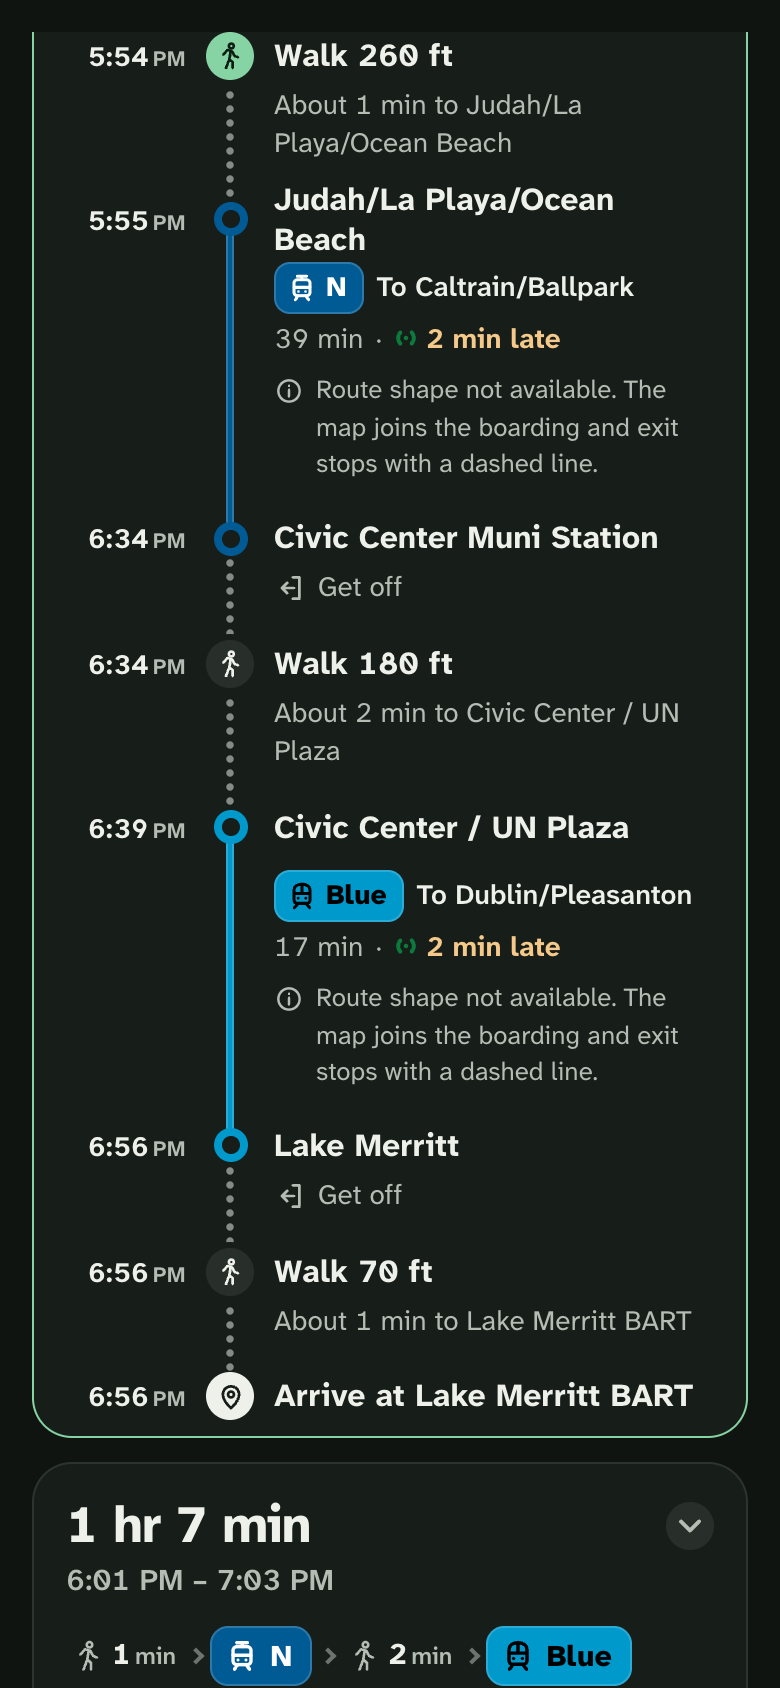 5:54 PM Walk 260 ft
About 1 min to Judah/La
Playa/Ocean Beach
Judah/La Playa/Ocean
5:55 PM
Beach
N To Caltrain/Ballpark
39 min · 2 min late
Route shape not available. The
map joins the boarding and exit
stops with a dashed line.
6:34 PM Civic Center Muni Station
Get off
6:34 PM Walk 180 ft
About 2 min to Civic Center / UN
Plaza
6:39 PM Civic Center / UN Plaza
Blue To Dublin/Pleasanton
17 min · 2 min late
Route shape not available. The
map joins the boarding and exit
stops with a dashed line.
6:56 PM Lake Merritt
Get off
6:56 PM Walk 70 ft
About 1 min to Lake Merritt BART
6:56 PM Arrive at Lake Merritt BART
1 hr 7 min
6:01 PM – 7:03 PM
1 min > N > 2 min > Blue